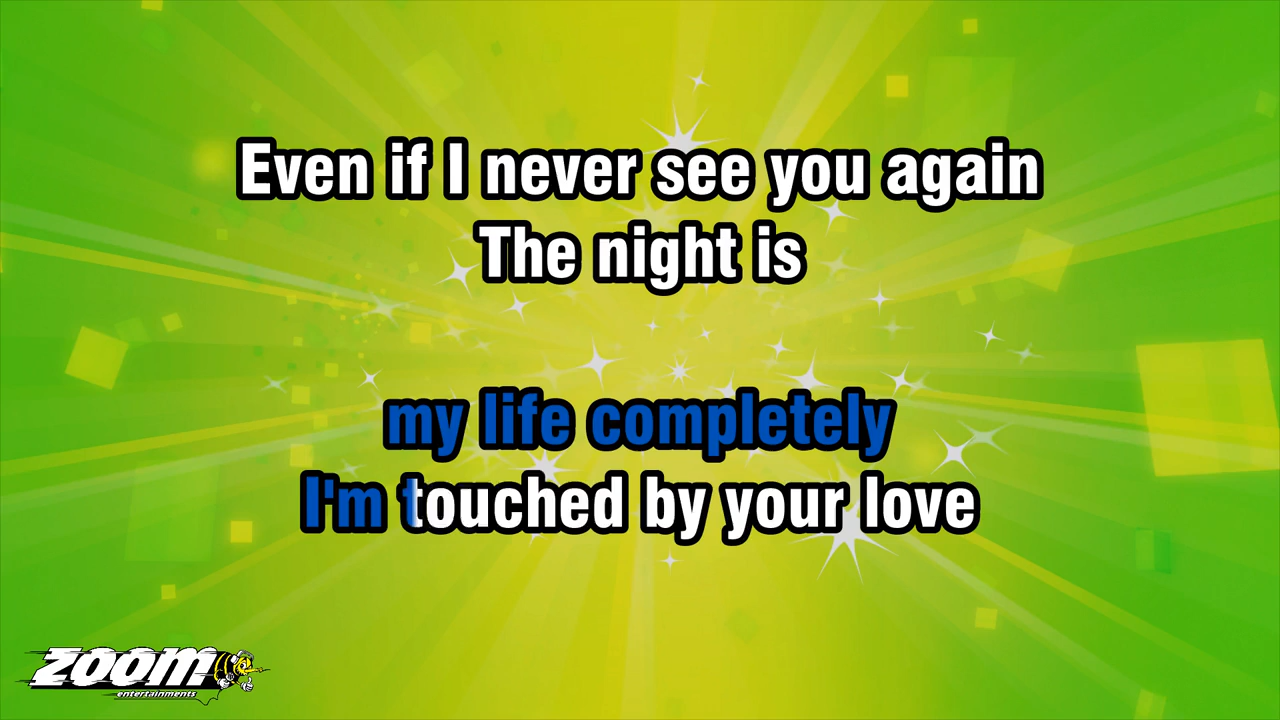 Even if I never see you again
The night is
my life completely
I'm touched by your love
zoom
entertainments